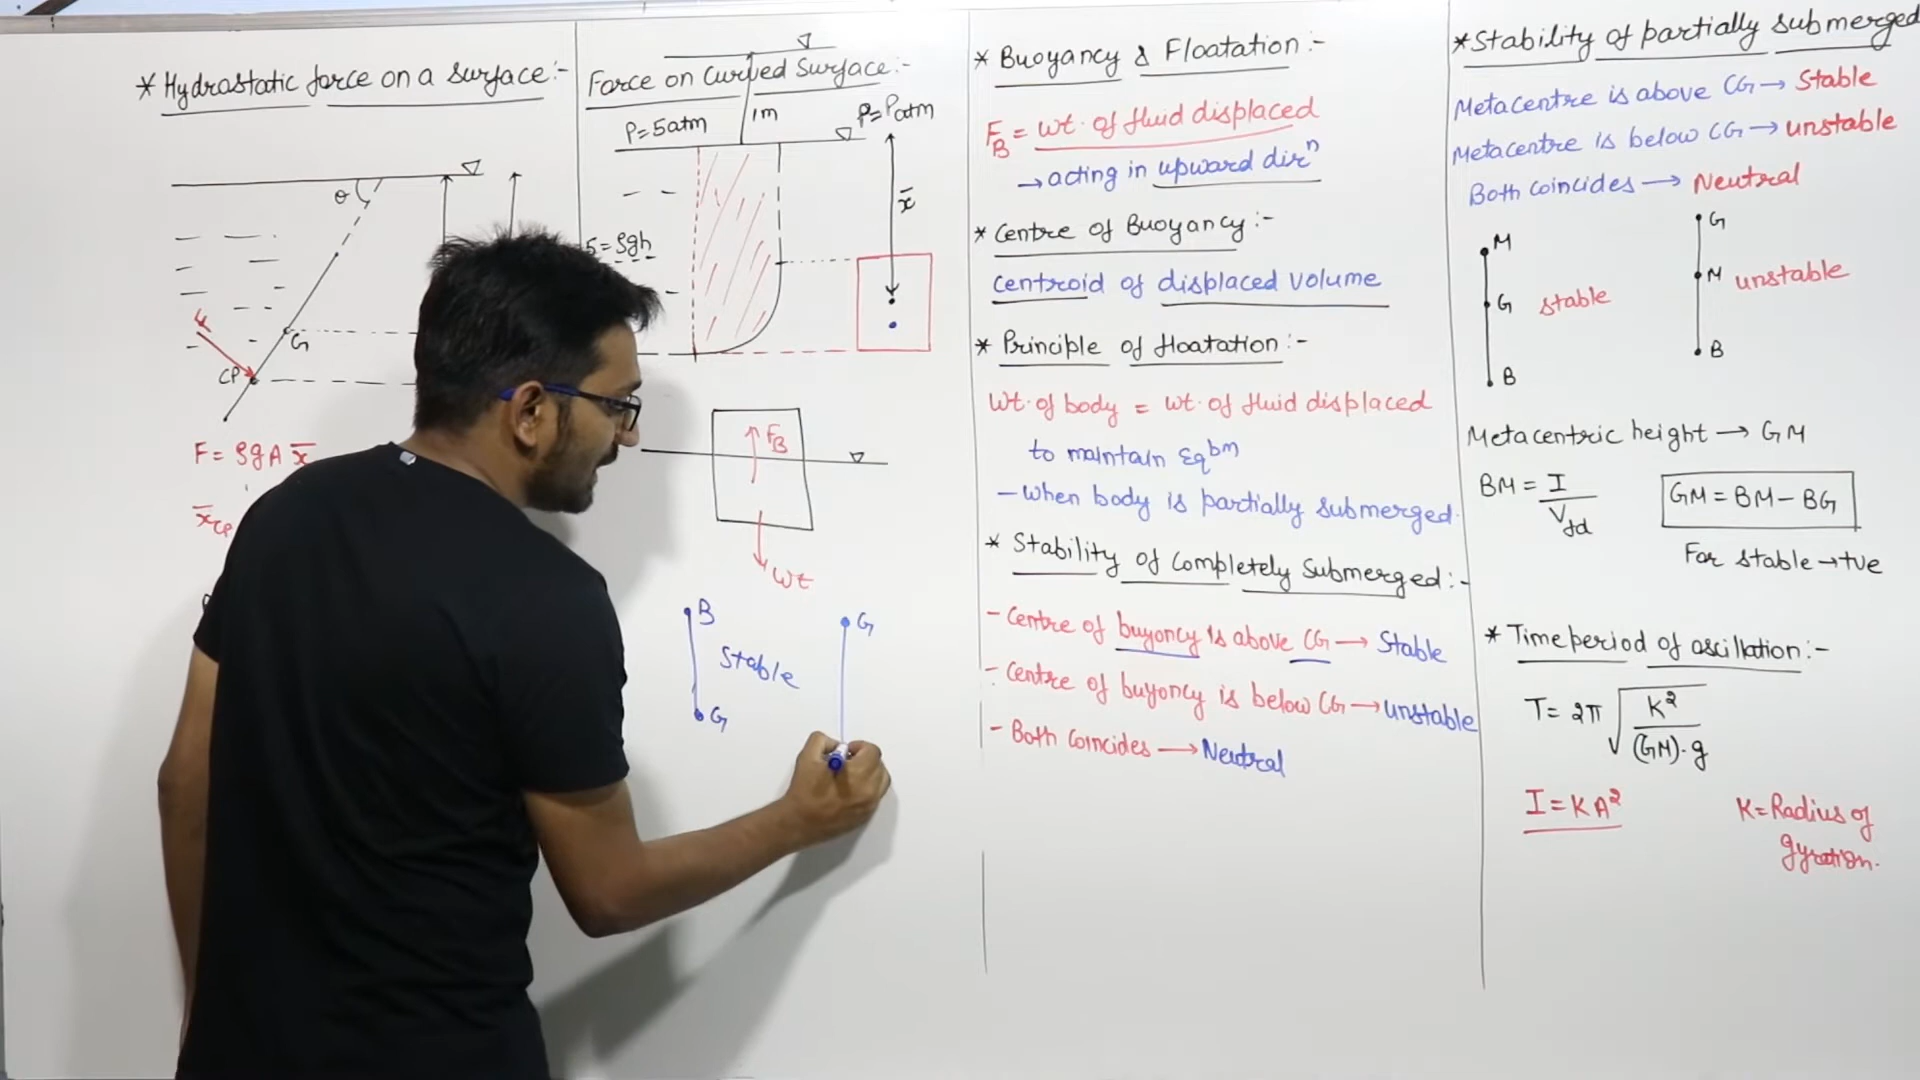 * Hydrostatic force on a surface:-
θ
G
CP
F = ρgA x̄
x̄cp
Force on Curved Surface:-
P=5atm
1m
P=Patm
x̄
5 = ρgh
FB
Wt
B
Stable
G
G
* Buoyancy & Floatation:-
FB = wt. of fluid displaced
→ acting in upward dirⁿ
* Centre of Buoyancy:-
centroid of displaced volume
* Principle of floatation:-
Wt. of body = wt. of fluid displaced
to maintain Eqbm
- when body is partially submerged.
* Stability of Completely Submerged:-
- Centre of buyoncy is above CG → Stable
- Centre of buyoncy is below CG → unstable
- Both Coincides → Neutral
* Stability of partially submerged
Metacentre is above CG → Stable
Metacentre is below CG → unstable
Both Coincides → Neutral
M
G stable
B
G
M unstable
B
Metacentric height → GM
BM = I / Vfd
GM = BM - BG
For stable → +ve
* Time period of oscillation:-
T = 2π √(K² / (GM)·g)
I = KA²
K = Radius of
gyration.